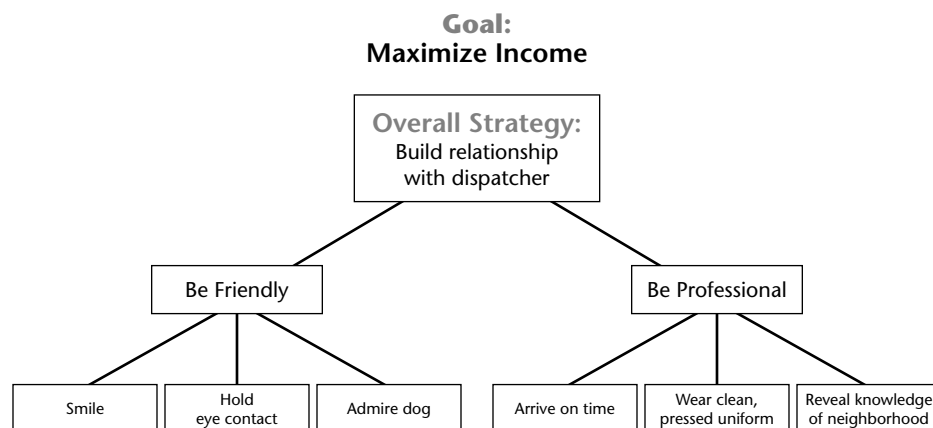 Goal:
Maximize Income
Overall Strategy:
Build relationship
with dispatcher
Be Friendly
Be Professional
Smile
Hold
eye contact
Admire dog
Arrive on time
Wear clean,
pressed uniform
Reveal knowledge
of neighborhood